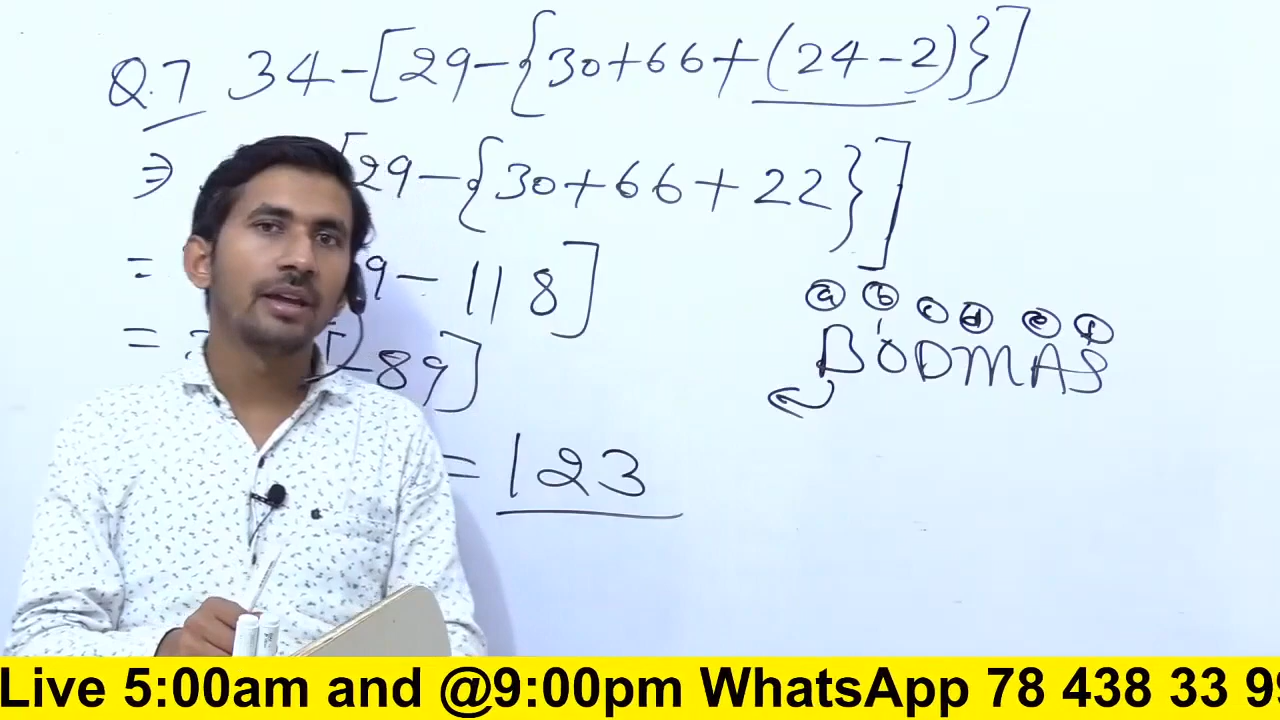 Q.7 34-[29-{30+66+(24-2)}]
⇒ [29-{30+66+22}]
= 9-118]
= [-89]
= 123
a b c d e f
BODMAS
Live 5:00am and @9:00pm WhatsApp 78 438 33 9